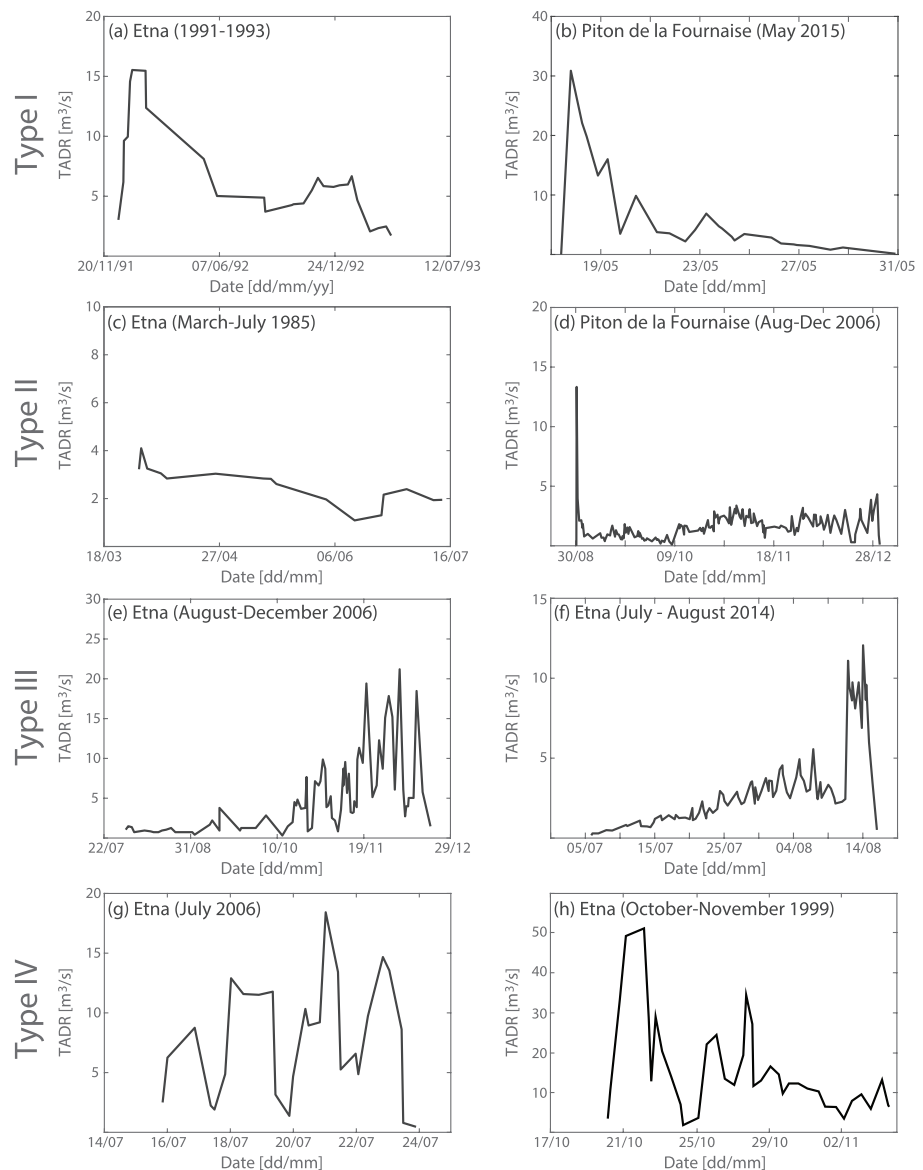 Type I
(a) Etna (1991-1993)
TADR [m³/s]
20
15
10
5
20/11/91 07/06/92 24/12/92 12/07/93
Date [dd/mm/yy]
(b) Piton de la Fournaise (May 2015)
TADR [m³/s]
40
30
20
10
19/05 23/05 27/05 31/05
Date [dd/mm]
Type II
(c) Etna (March-July 1985)
TADR [m³/s]
10
8
6
4
2
18/03 27/04 06/06 16/07
Date [dd/mm]
(d) Piton de la Fournaise (Aug-Dec 2006)
TADR [m³/s]
20
15
10
5
30/08 09/10 18/11 28/12
Date [dd/mm]
Type III
(e) Etna (August-December 2006)
TADR [m³/s]
30
25
20
15
10
5
22/07 31/08 10/10 19/11 29/12
Date [dd/mm]
(f) Etna (July - August 2014)
TADR [m³/s]
15
10
5
05/07 15/07 25/07 04/08 14/08
Date [dd/mm]
Type IV
(g) Etna (July 2006)
TADR [m³/s]
20
15
10
5
14/07 16/07 18/07 20/07 22/07 24/07
Date [dd/mm]
(h) Etna (October-November 1999)
TADR [m³/s]
50
40
30
20
10
17/10 21/10 25/10 29/10 02/11
Date [dd/mm]